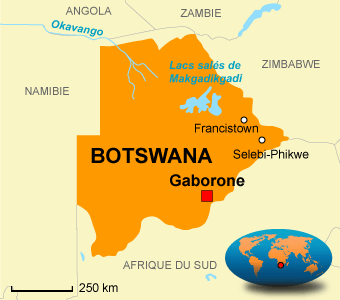 ANGOLA
ZAMBIE
Okavango
Lacs salés de
Makgadikgadi
ZIMBABWE
NAMIBIE
Francistown
BOTSWANA
Selebi-Phikwe
Gaborone
AFRIQUE DU SUD
250 km